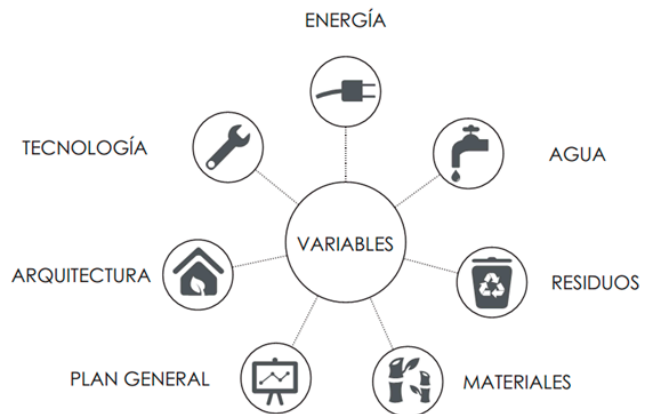 ENERGÍA
TECNOLOGÍA
AGUA
VARIABLES
ARQUITECTURA
RESIDUOS
PLAN GENERAL
MATERIALES